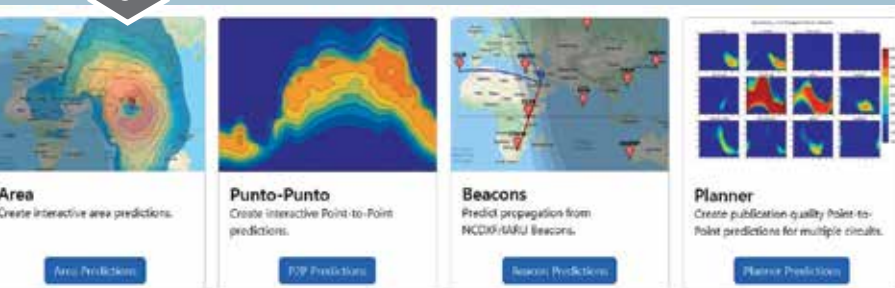 Area
Create interactive area predictions.
Area Predictions
Punto-Punto
Create interactive Point-to-Point
predictions.
P2P Predictions
Beacons
Predict propagation from
NCDXF/IARU Beacons.
Beacon Predictions
Planner
Create publication quality Point-to-
Point predictions for multiple circuits.
Planner Predictions